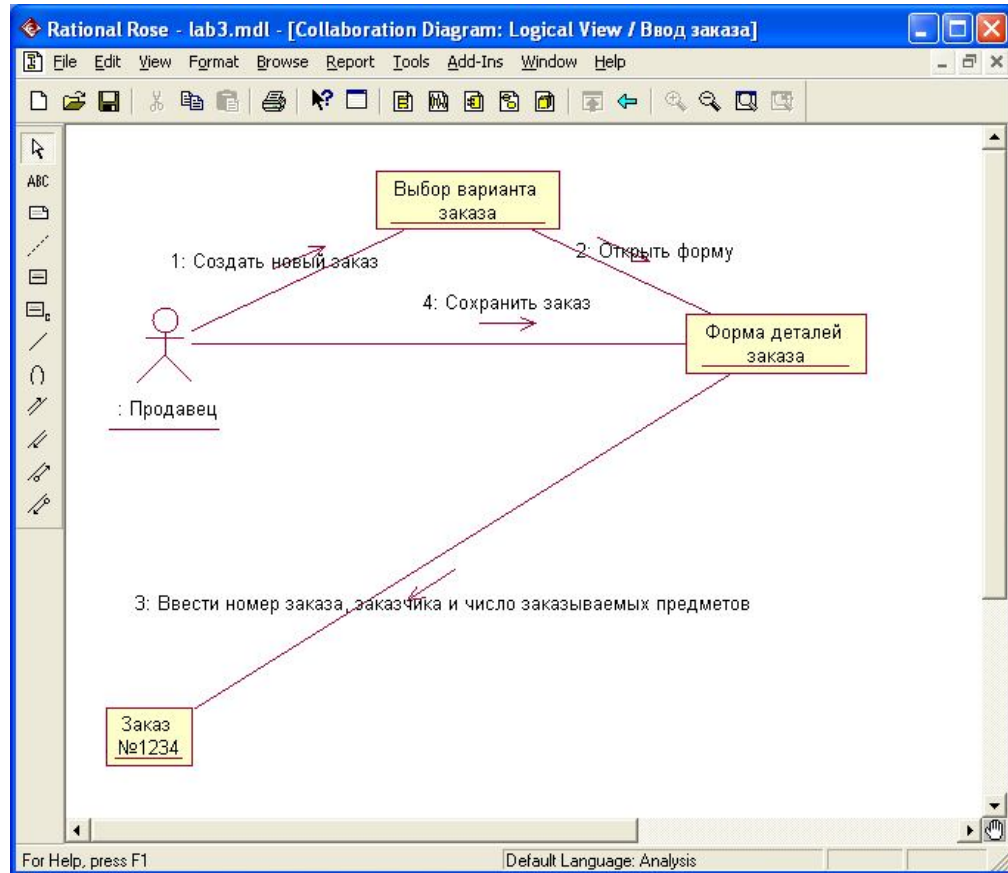 Rational Rose - lab3.mdl - [Collaboration Diagram: Logical View / Ввод заказа]
File Edit View Format Browse Report Tools Add-Ins Window Help
ABC
Выбор варианта
заказа
1: Создать новый заказ
2: Открыть форму
4: Сохранить заказ
Форма деталей
заказа
: Продавец
3: Ввести номер заказа, заказчика и число заказываемых предметов
Заказ
№1234
For Help, press F1
Default Language: Analysis